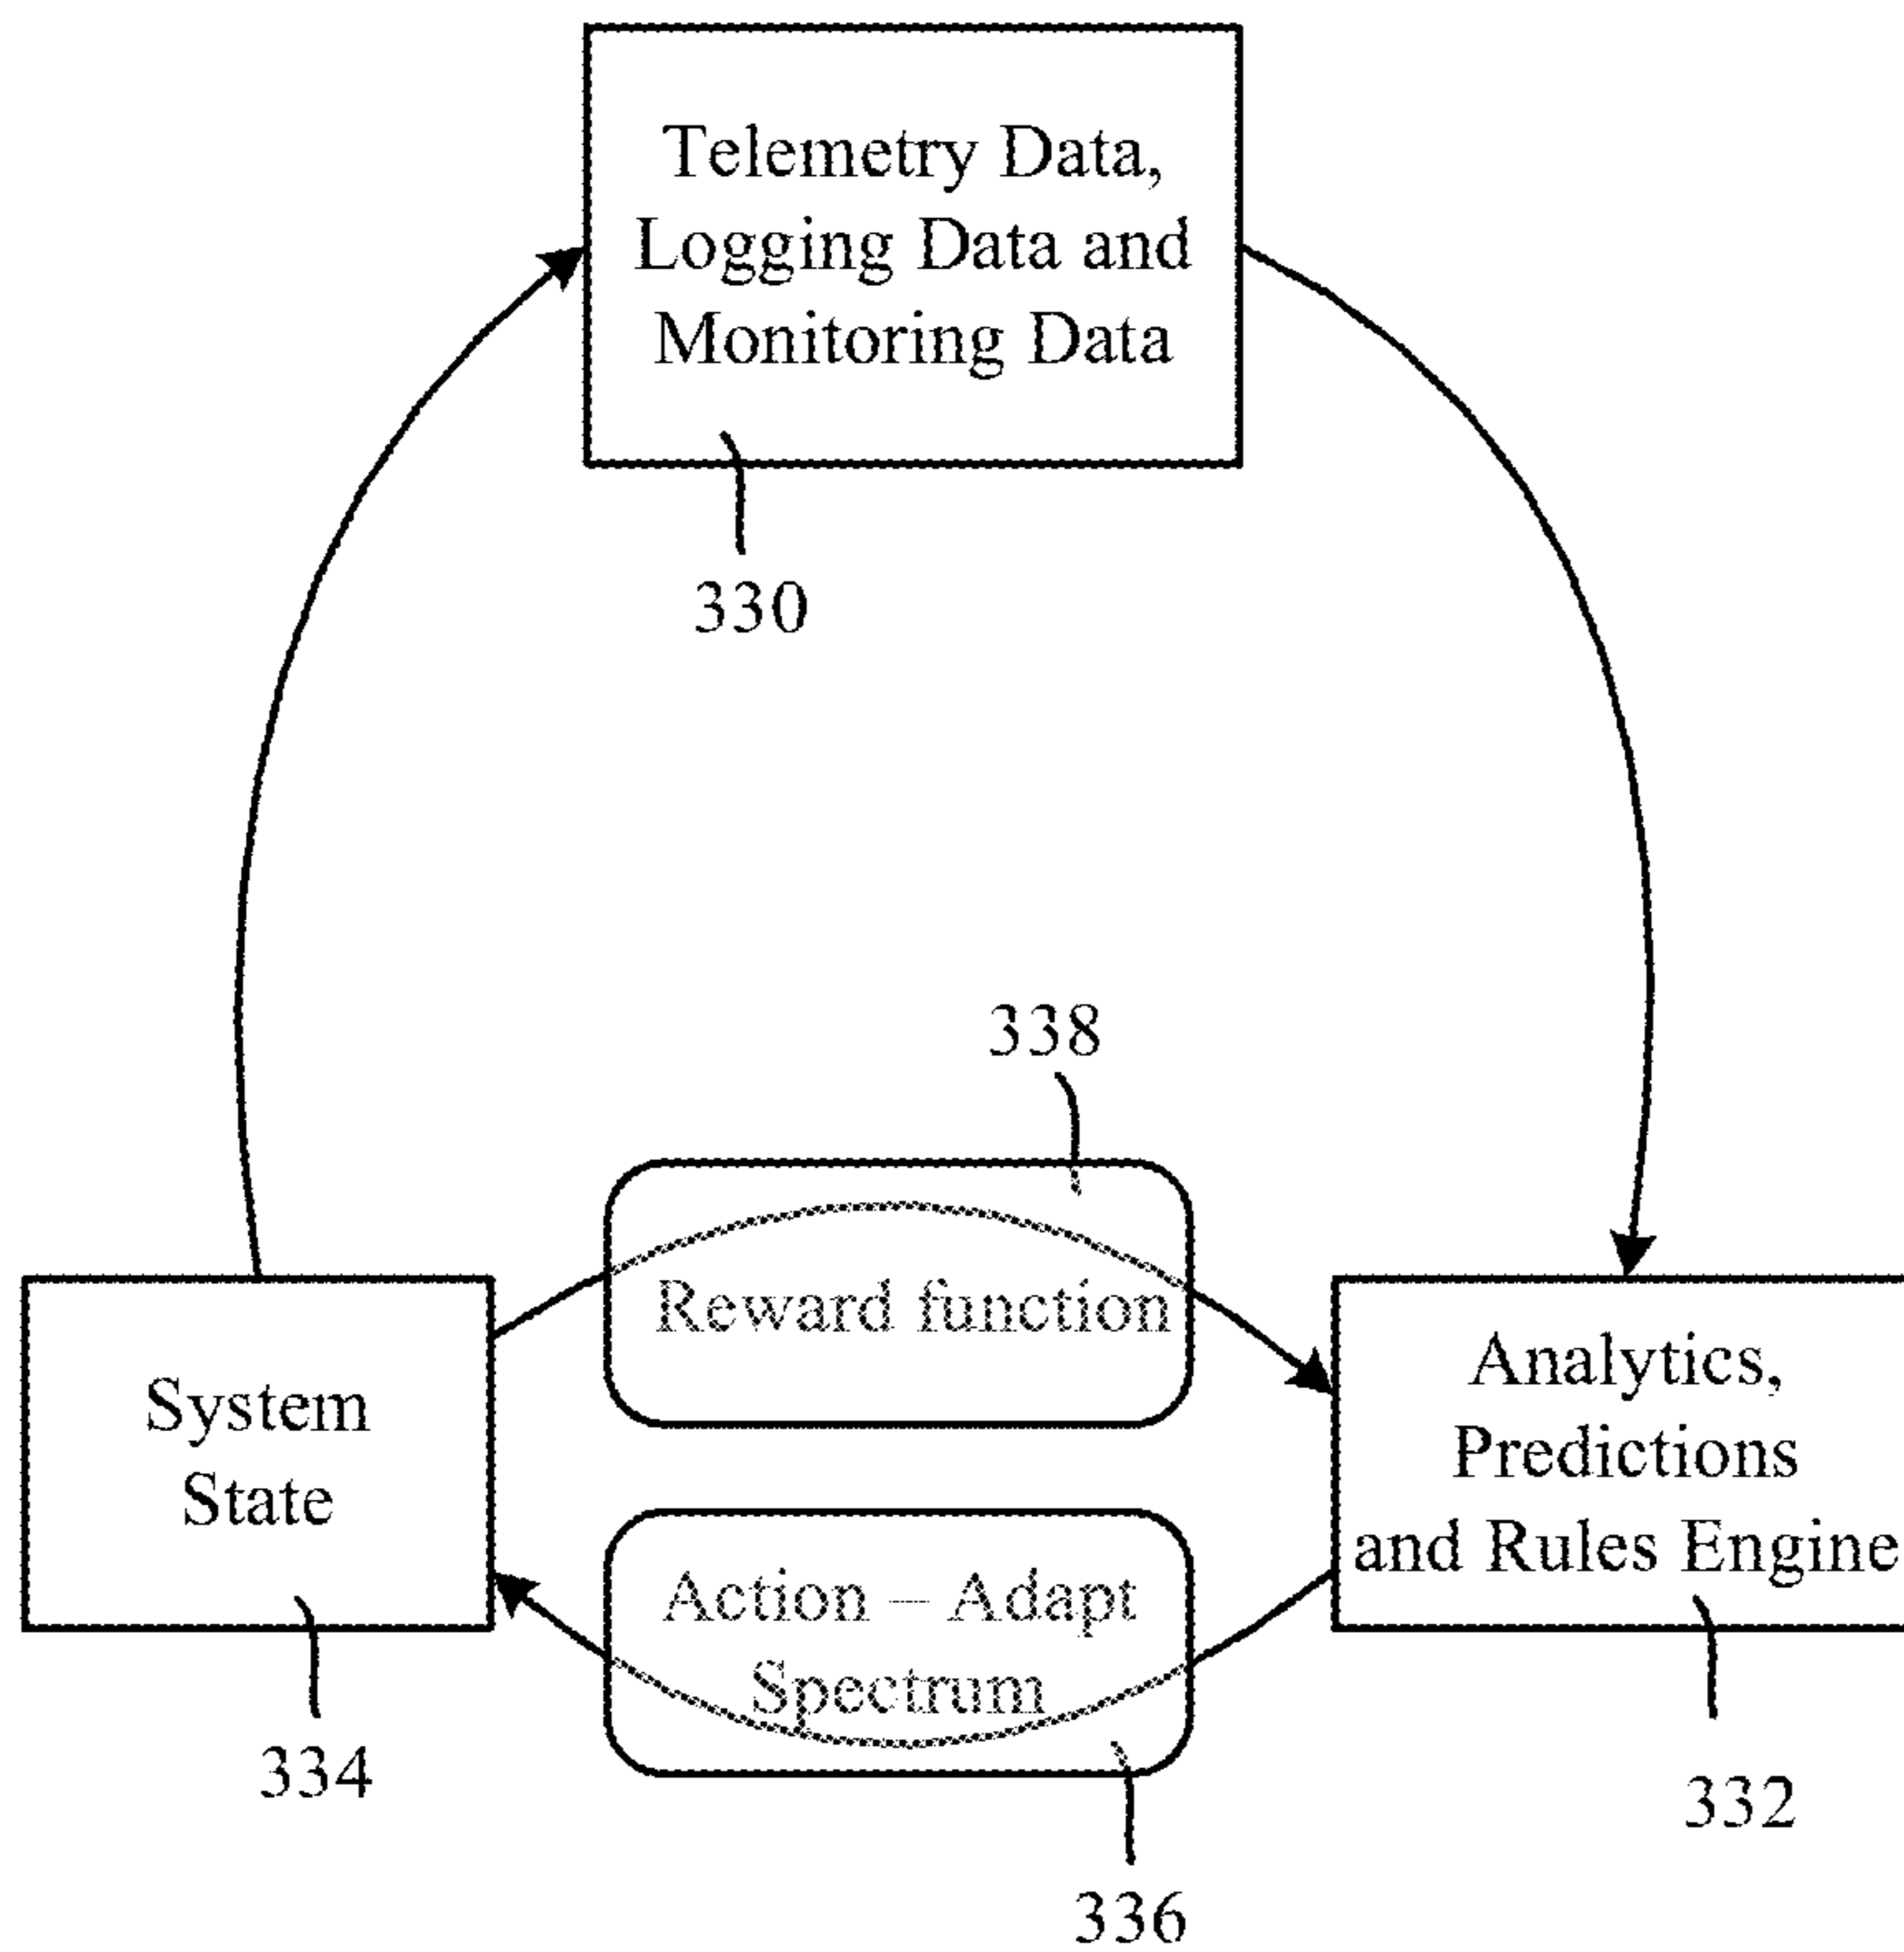 Telemetry Data,
Logging Data and
Monitoring Data
330
338
Reward function
System
State
Analytics,
Predictions
and Rules Engine
Action – Adapt
Spectrum
334
332
336